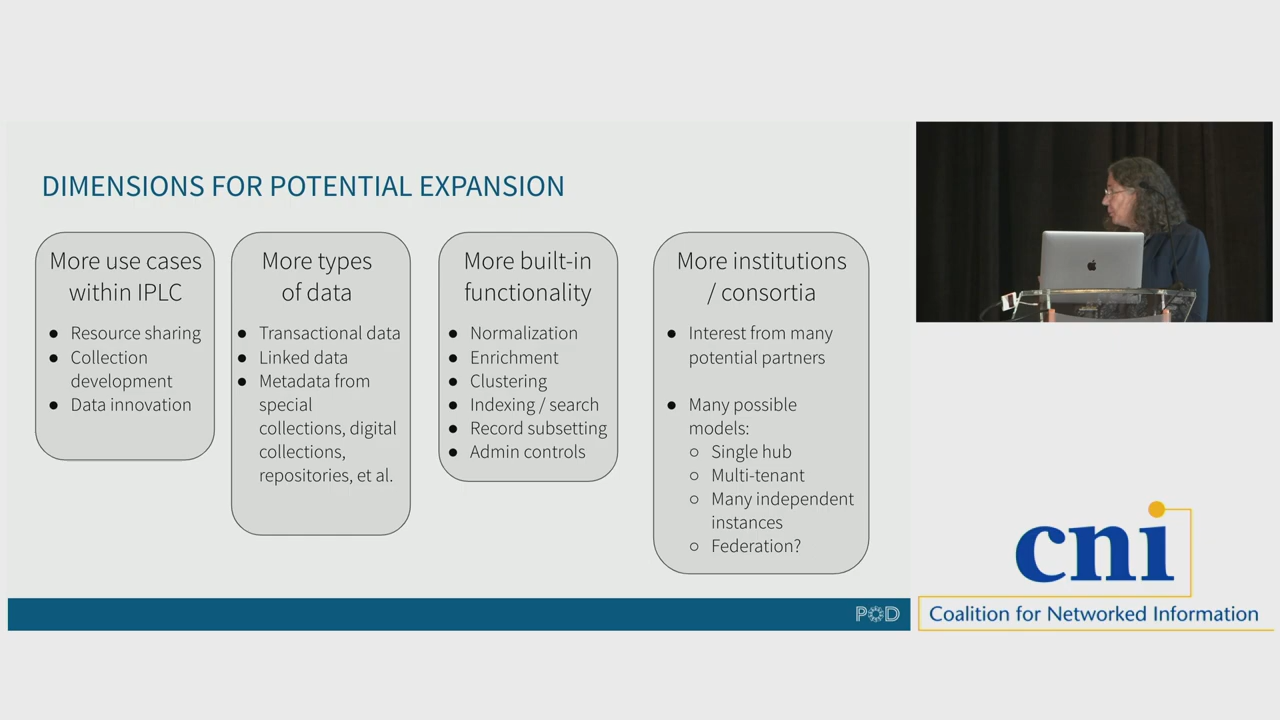 DIMENSIONS FOR POTENTIAL EXPANSION
More use cases
within IPLC
● Resource sharing
● Collection
development
● Data innovation
More types
of data
● Transactional data
● Linked data
● Metadata from
special
collections, digital
collections,
repositories, et al.
More built-in
functionality
● Normalization
● Enrichment
● Clustering
● Indexing / search
● Record subsetting
● Admin controls
More institutions
/ consortia
● Interest from many
potential partners
● Many possible
models:
○ Single hub
○ Multi-tenant
○ Many independent
instances
○ Federation?
POD
cni
Coalition for Networked Information